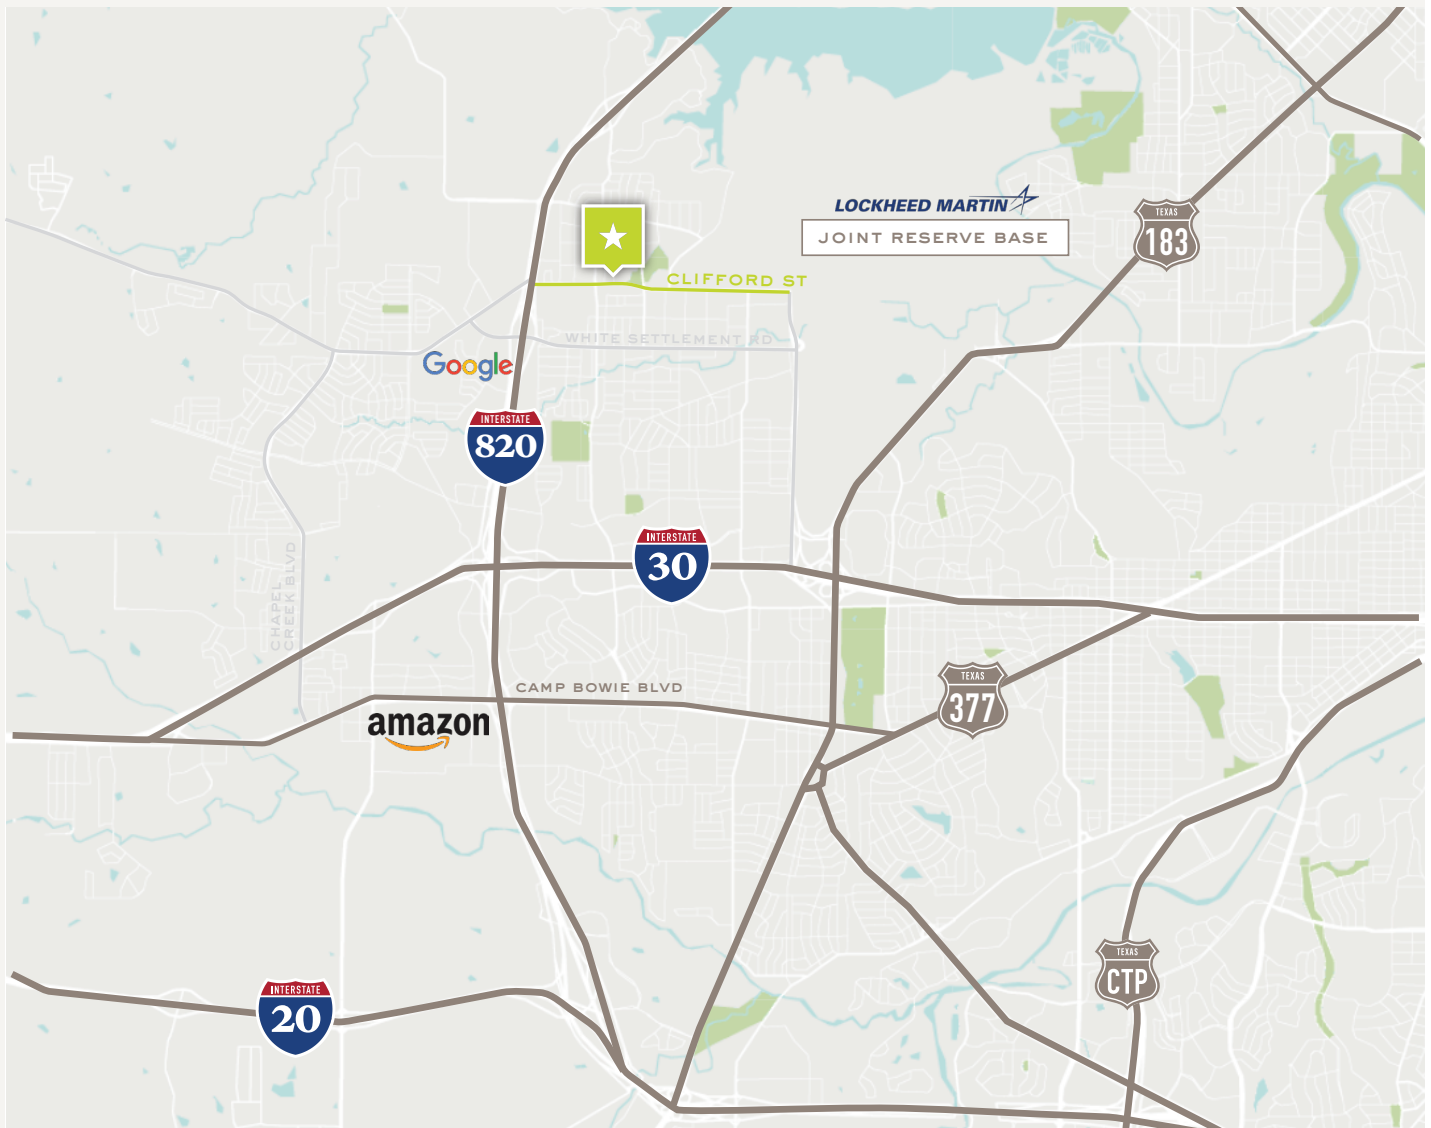 LOCKHEED MARTIN
JOINT RESERVE BASE
TEXAS
183
CLIFFORD ST
WHITE SETTLEMENT RD
Google
INTERSTATE
820
INTERSTATE
30
CHAPEL
CREEK BLVD
CAMP BOWIE BLVD
TEXAS
377
amazon
TEXAS
CTP
INTERSTATE
20